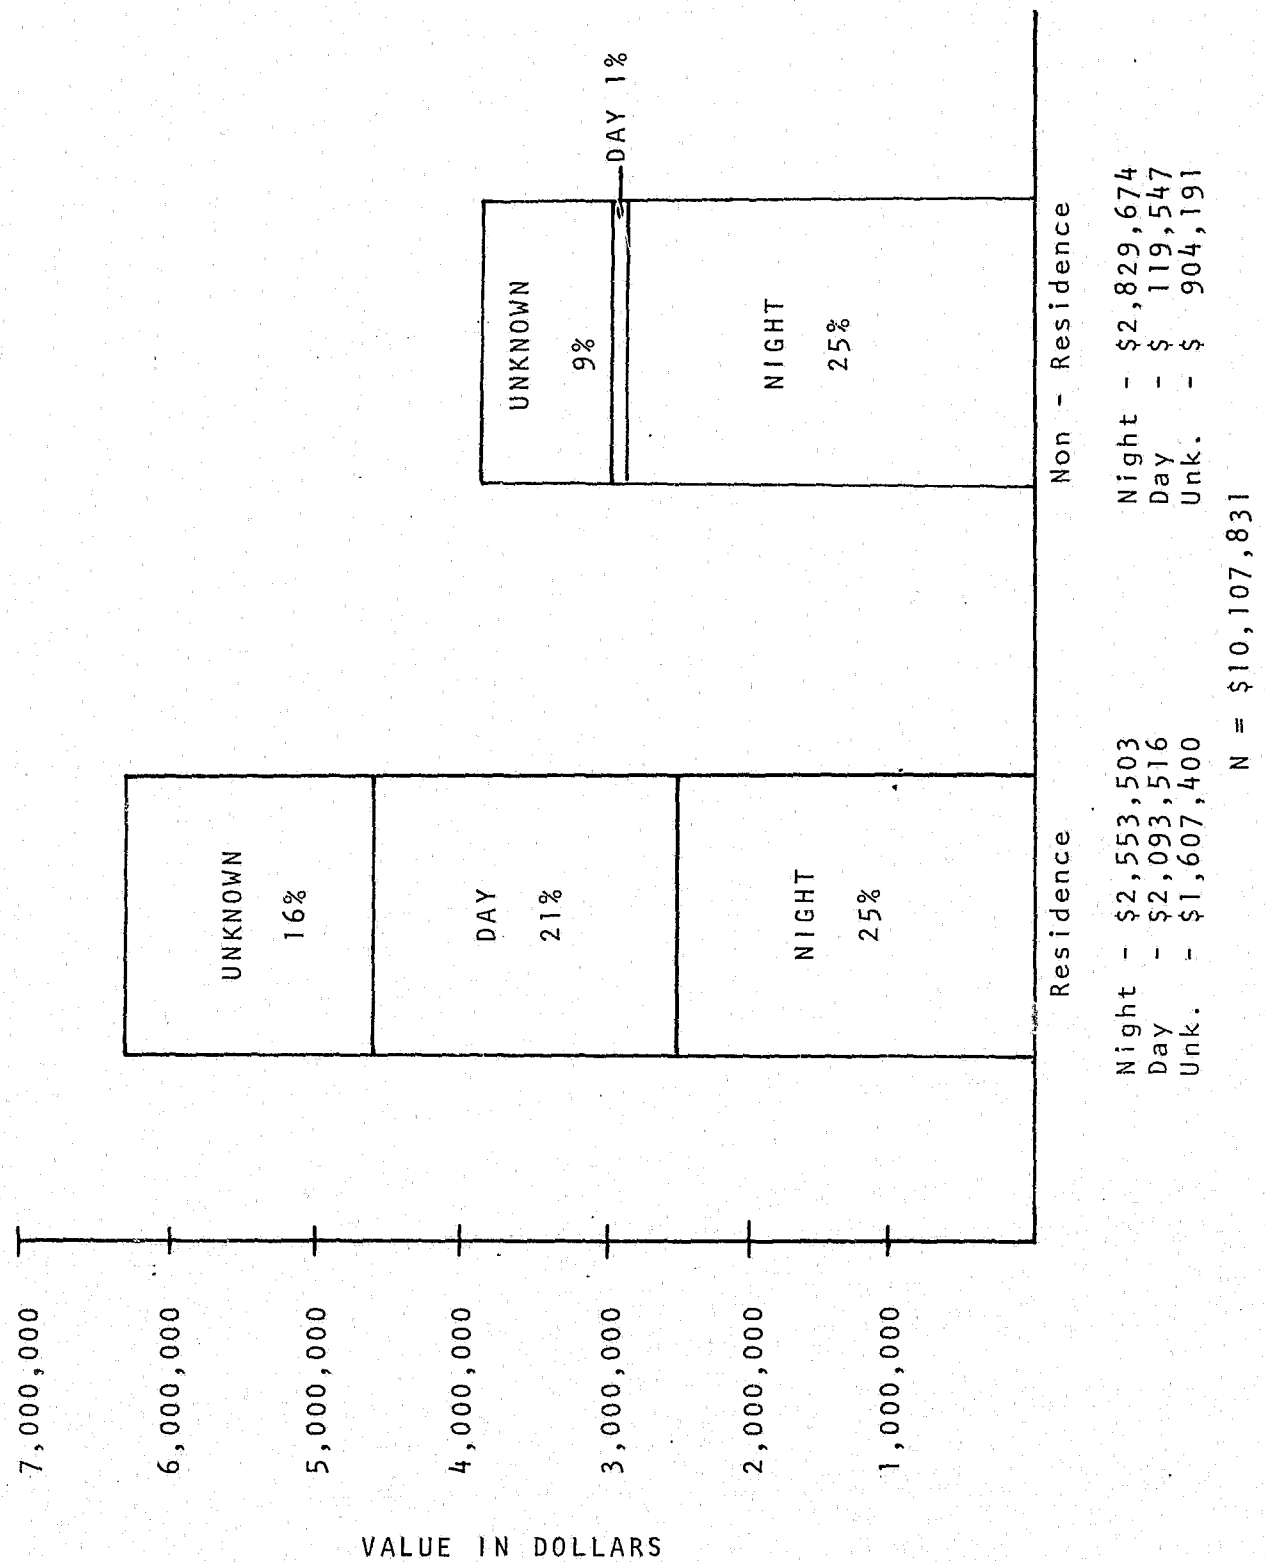 VALUE IN DOLLARS
7,000,000
6,000,000
5,000,000
4,000,000
3,000,000
2,000,000
1,000,000
UNKNOWN
16%
DAY
21%
NIGHT
25%
UNKNOWN
9%
DAY 1%
NIGHT
25%
Residence
Night - $2,553,503
Day - $2,093,516
Unk. - $1,607,400
Non - Residence
Night - $2,829,674
Day - $ 119,547
Unk. - $ 904,191
N = $10,107,831